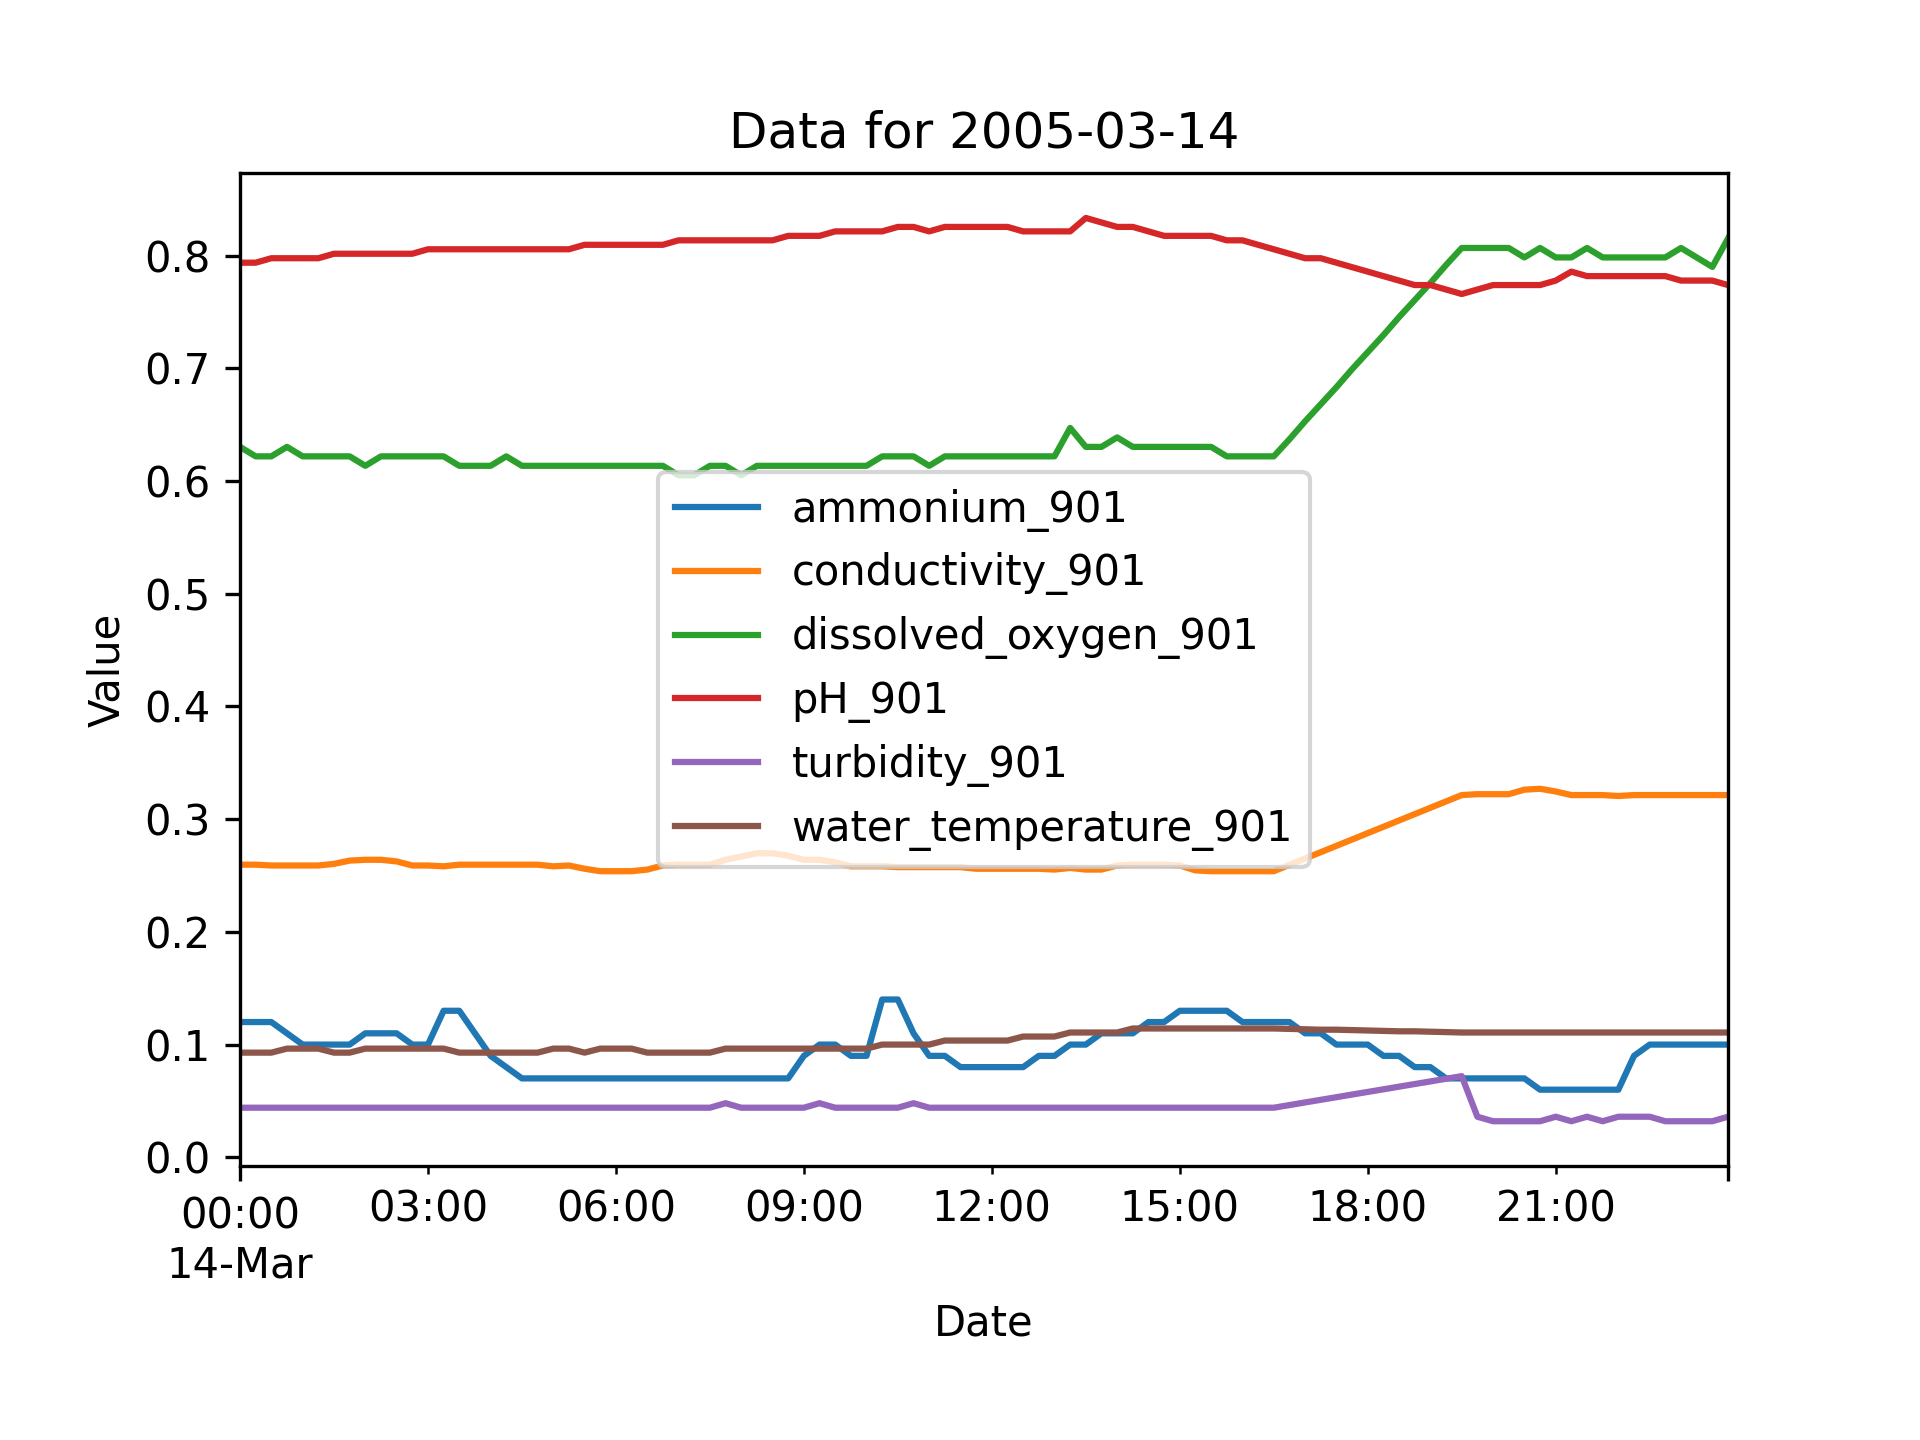 Data for 2005-03-14
0.8
0.7
0.6
0.5
0.4
0.3
0.2
0.1
0.0
Value
ammonium_901
conductivity_901
dissolved_oxygen_901
pH_901
turbidity_901
water_temperature_901
00:00 03:00 06:00 09:00 12:00 15:00 18:00 21:00
14-Mar
Date